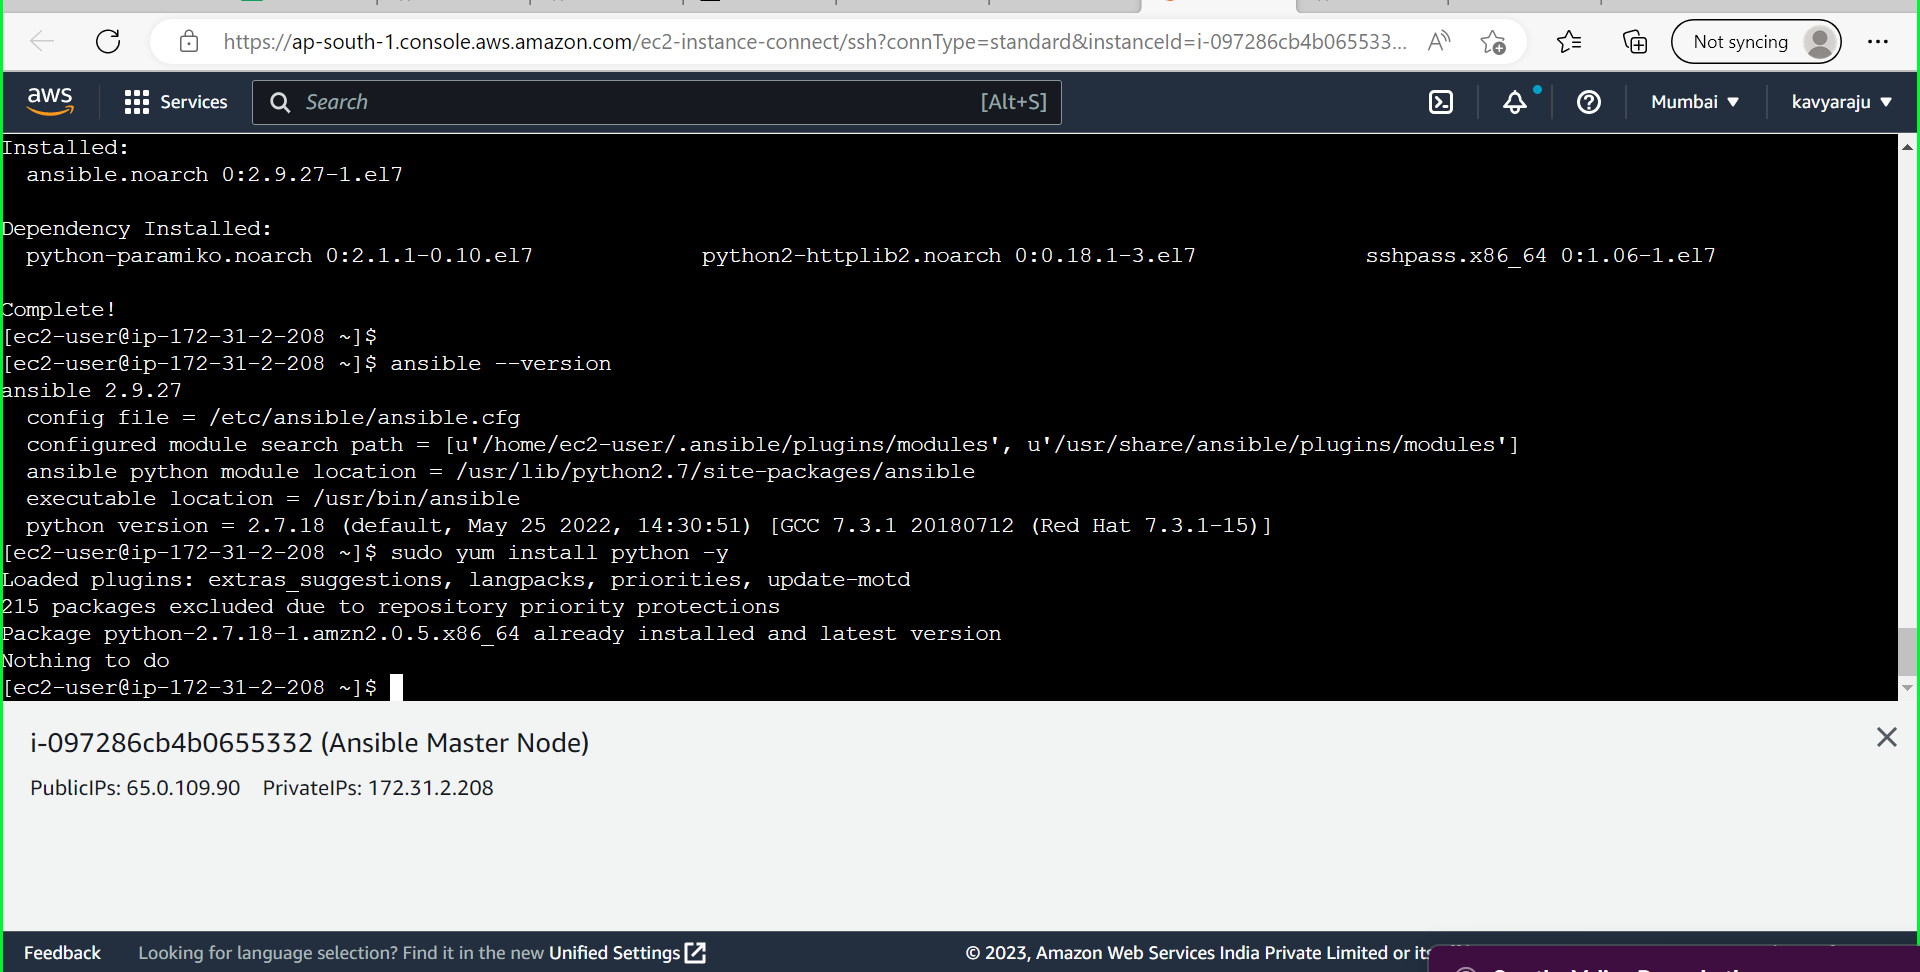 https://ap-south-1.console.aws.amazon.com/ec2-instance-connect/ssh?connType=standard&instanceId=i-097286cb4b065533...
Not syncing
aws
Services
Search
[Alt+S]
Mumbai
kavyaraju
Installed:
ansible.noarch 0:2.9.27-1.el7
Dependency Installed:
python-paramiko.noarch 0:2.1.1-0.10.el7 python2-httplib2.noarch 0:0.18.1-3.el7 sshpass.x86_64 0:1.06-1.el7
Complete!
[ec2-user@ip-172-31-2-208 ~]$
[ec2-user@ip-172-31-2-208 ~]$ ansible --version
ansible 2.9.27
config file = /etc/ansible/ansible.cfg
configured module search path = [u'/home/ec2-user/.ansible/plugins/modules', u'/usr/share/ansible/plugins/modules']
ansible python module location = /usr/lib/python2.7/site-packages/ansible
executable location = /usr/bin/ansible
python version = 2.7.18 (default, May 25 2022, 14:30:51) [GCC 7.3.1 20180712 (Red Hat 7.3.1-15)]
[ec2-user@ip-172-31-2-208 ~]$ sudo yum install python -y
Loaded plugins: extras_suggestions, langpacks, priorities, update-motd
215 packages excluded due to repository priority protections
Package python-2.7.18-1.amzn2.0.5.x86_64 already installed and latest version
Nothing to do
[ec2-user@ip-172-31-2-208 ~]$
i-097286cb4b0655332 (Ansible Master Node)
PublicIPs: 65.0.109.90 PrivateIPs: 172.31.2.208
Feedback
Looking for language selection? Find it in the new Unified Settings
© 2023, Amazon Web Services India Private Limited or its